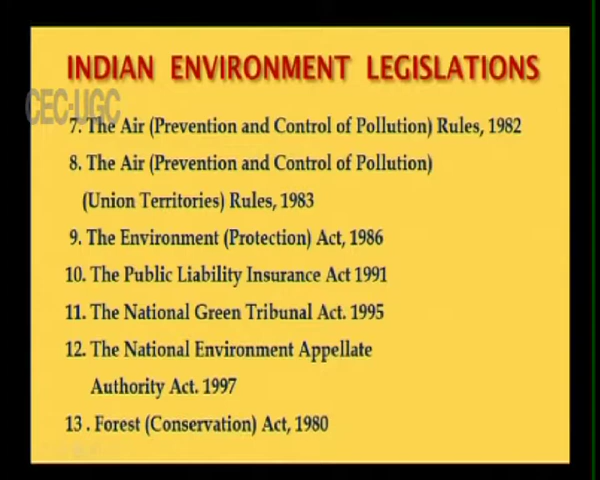 INDIAN ENVIRONMENT LEGISLATIONS
CEC-UGC
7. The Air (Prevention and Control of Pollution) Rules, 1982
8. The Air (Prevention and Control of Pollution)
(Union Territories) Rules, 1983
9. The Environment (Protection) Act, 1986
10. The Public Liability Insurance Act 1991
11. The National Green Tribunal Act. 1995
12. The National Environment Appellate
Authority Act. 1997
13 . Forest (Conservation) Act, 1980